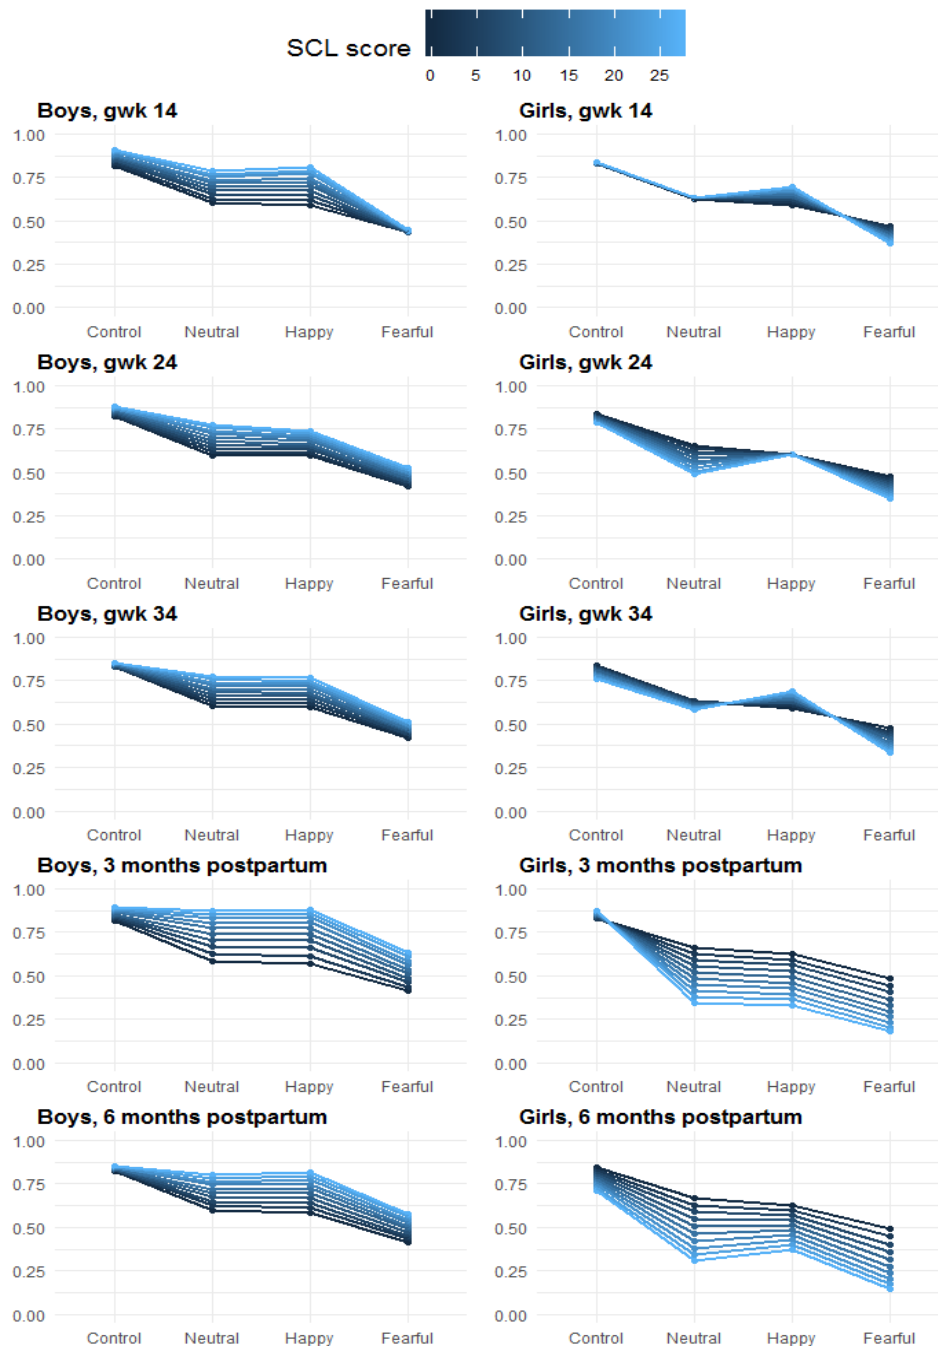 SCL score
0 5 10 15 20 25
Boys, gwk 14
1.00
0.75
0.50
0.25
0.00
Control Neutral Happy Fearful
Girls, gwk 14
1.00
0.75
0.50
0.25
0.00
Control Neutral Happy Fearful
Boys, gwk 24
1.00
0.75
0.50
0.25
0.00
Control Neutral Happy Fearful
Girls, gwk 24
1.00
0.75
0.50
0.25
0.00
Control Neutral Happy Fearful
Boys, gwk 34
1.00
0.75
0.50
0.25
0.00
Control Neutral Happy Fearful
Girls, gwk 34
1.00
0.75
0.50
0.25
0.00
Control Neutral Happy Fearful
Boys, 3 months postpartum
1.00
0.75
0.50
0.25
0.00
Control Neutral Happy Fearful
Girls, 3 months postpartum
1.00
0.75
0.50
0.25
0.00
Control Neutral Happy Fearful
Boys, 6 months postpartum
1.00
0.75
0.50
0.25
0.00
Control Neutral Happy Fearful
Girls, 6 months postpartum
1.00
0.75
0.50
0.25
0.00
Control Neutral Happy Fearful